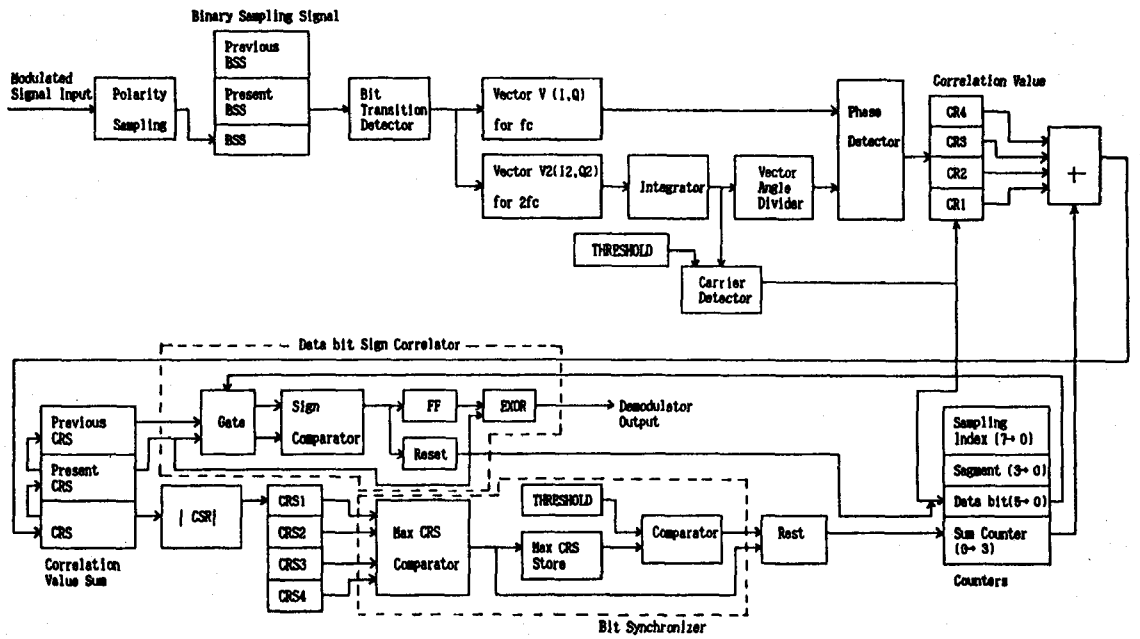 Binary Sampling Signal
Previous
BSS
Present
BSS
BSS
Modulated
Signal Input
Polarity
Sampling
Bit
Transition
Detector
Vector V (I,Q)
for fc
Vector V2(I2,Q2)
for 2fc
Integrator
Vector
Angle
Divider
Phase
Detector
Correlation Value
CR4
CR3
CR2
CR1
+
THRESHOLD
Carrier
Detector
Data bit Sign Correlator
Gate
Sign
Comparator
FF
EXOR
Reset
Demodulator
Output
Previous
CRS
Present
CRS
CRS
Correlation
Value Sum
| CSR|
CRS1
CRS2
CRS3
CRS4
Max CRS
Comparator
THRESHOLD
Max CRS
Store
Comparator
Rest
Bit Synchronizer
Sampling
Index (7→ 0)
Segment (3→ 0)
Data bit(5→ 0)
Sum Counter
(0→ 3)
Counters